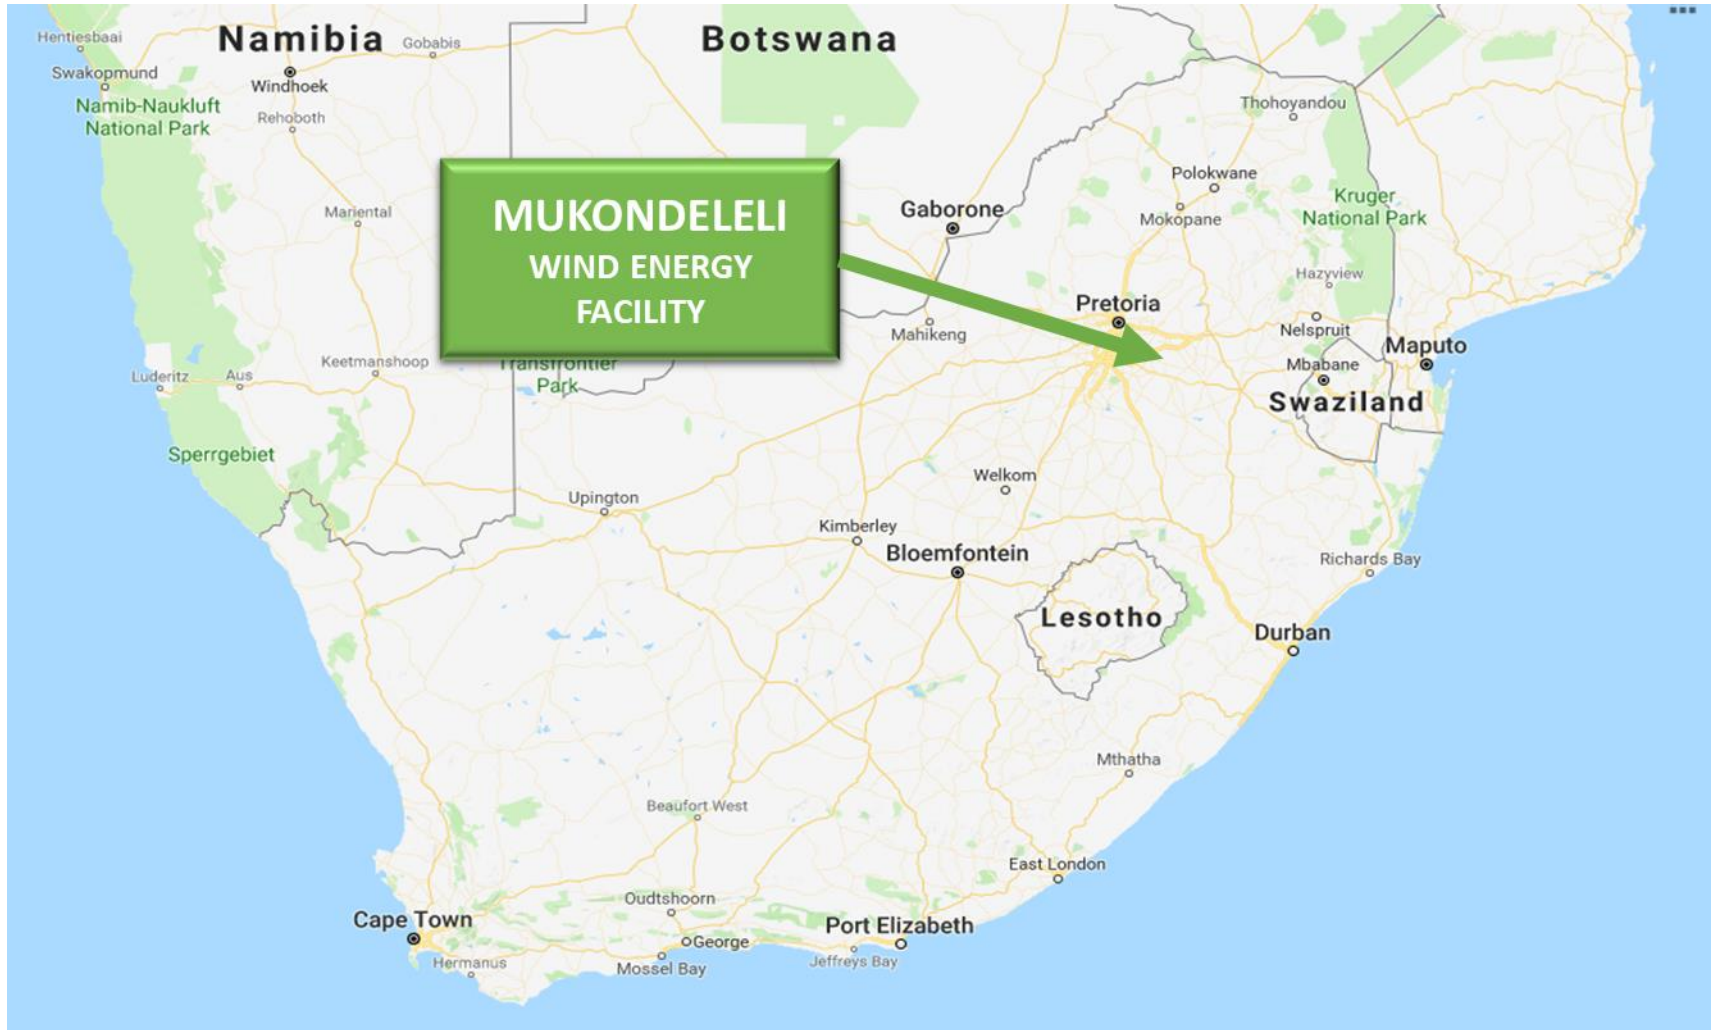 Namibia
Botswana
Hentiesbaai
Gobabis
Swakopmund
Windhoek
Namib-Naukluft
National Park
Rehoboth
Thohoyandou
MUKONDELELI
WIND ENERGY
FACILITY
Polokwane
Mokopane
Kruger
National Park
Mariental
Gaborone
Hazyview
Pretoria
Mahikeng
Nelspruit
Maputo
Mbabane
Swaziland
Keetmanshoop
Transfrontier
Park
Luderitz
Aus
Sperrgebiet
Welkom
Upington
Kimberley
Bloemfontein
Richards Bay
Lesotho
Durban
Mthatha
Beaufort West
East London
Oudtshoorn
Cape Town
Port Elizabeth
George
Hermanus
Mossel Bay
Jeffreys Bay